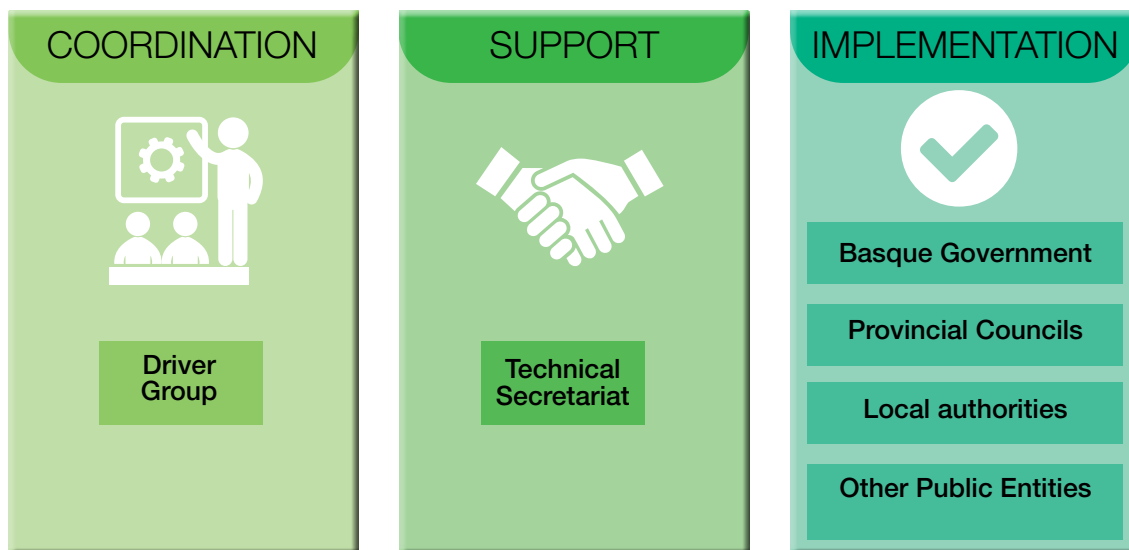 COORDINATION
Driver
Group
SUPPORT
Technical
Secretariat
IMPLEMENTATION
Basque Government
Provincial Councils
Local authorities
Other Public Entities